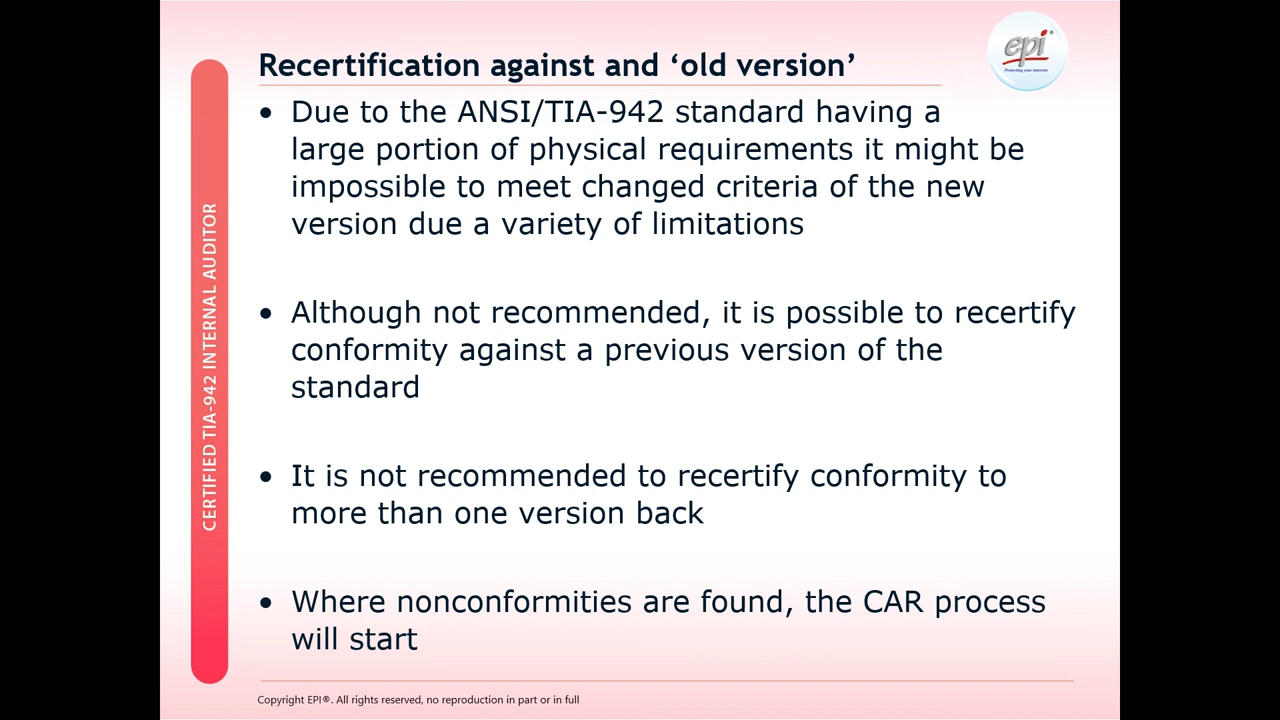 Recertification against and ‘old version’
epi®
Protecting your interests
CERTIFIED TIA-942 INTERNAL AUDITOR
• Due to the ANSI/TIA-942 standard having a
large portion of physical requirements it might be
impossible to meet changed criteria of the new
version due a variety of limitations
• Although not recommended, it is possible to recertify
conformity against a previous version of the
standard
• It is not recommended to recertify conformity to
more than one version back
• Where nonconformities are found, the CAR process
will start
Copyright EPI®. All rights reserved, no reproduction in part or in full